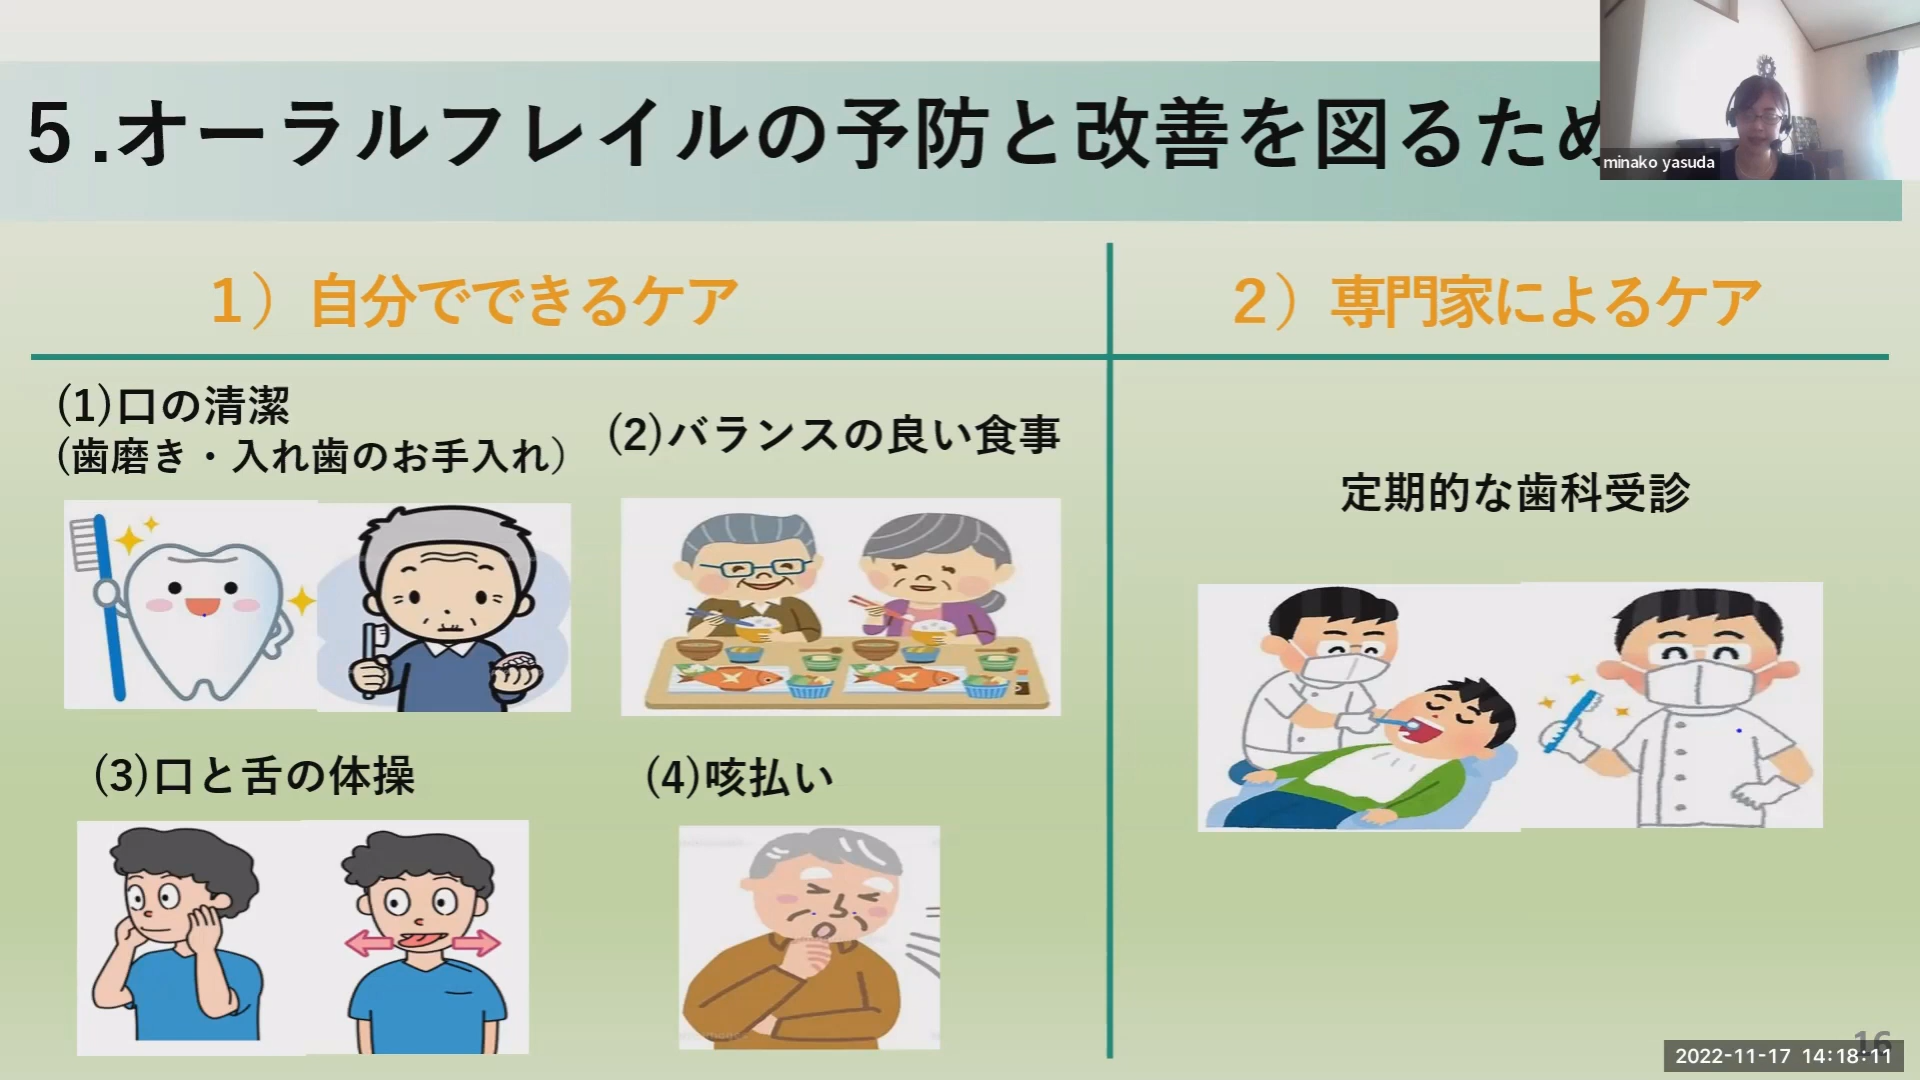 5.オーラルフレイルの予防と改善を図るため
minako yasuda
1）自分でできるケア
2）専門家によるケア
(1)口の清潔
(歯磨き・入れ歯のお手入れ）
(2)バランスの良い食事
定期的な歯科受診
(3)口と舌の体操
(4)咳払い
16
2022-11-17 14:18:11